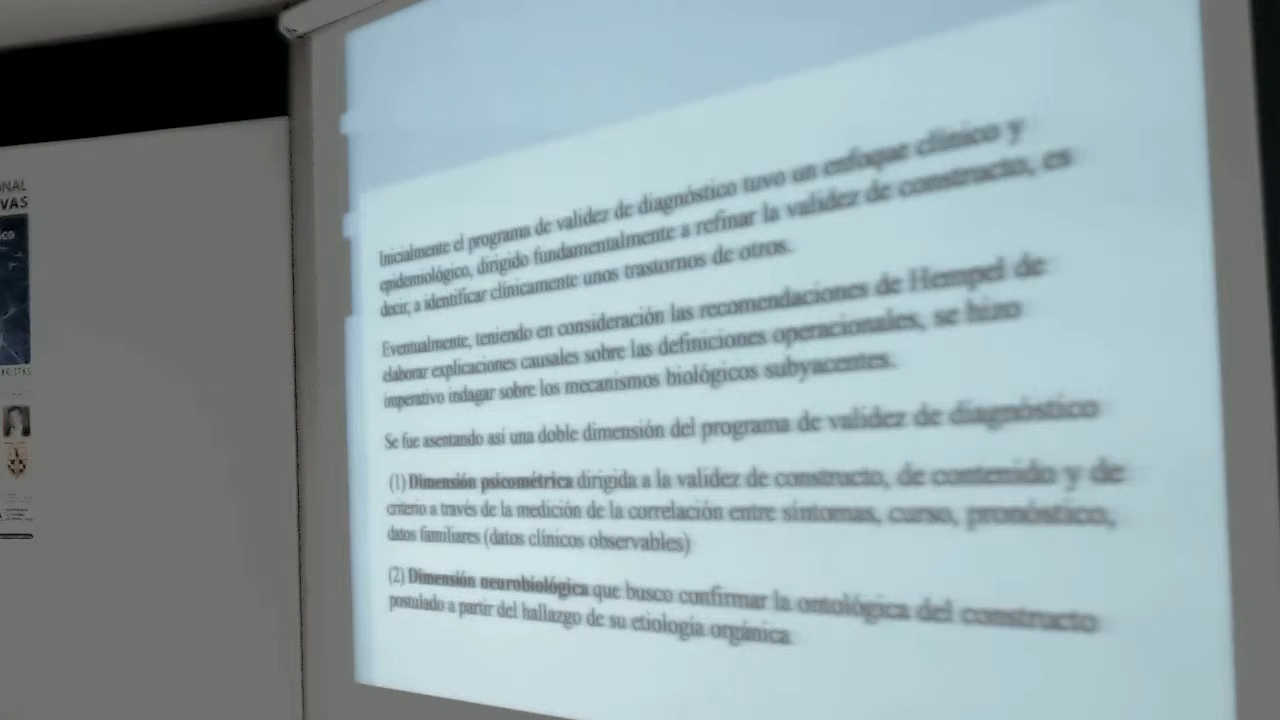 NAL
VAS
ico
Inicialmente el programa de validez de diagnóstico tuvo un enfoque clínico y
epidemiológico, dirigido fundamentalmente a refinar la validez de constructo, es
decir, a identificar clínicamente unos trastornos de otros.
Eventualmente, teniendo en consideración las recomendaciones de Hempel de
elaborar explicaciones causales sobre las definiciones operacionales, se hizo
imperativo indagar sobre los mecanismos biológicos subyacentes.
Se fue asentando así una doble dimensión del programa de validez de diagnóstico
(1) Dimensión psicométrica dirigida a la validez de constructo, de contenido y de
criterio a través de la medición de la correlación entre síntomas, curso, pronóstico,
datos familiares (datos clínicos observables)
(2) Dimensión neurobiológica que busco confirmar la ontológica del constructo
postulado a partir del hallazgo de su etiología orgánica